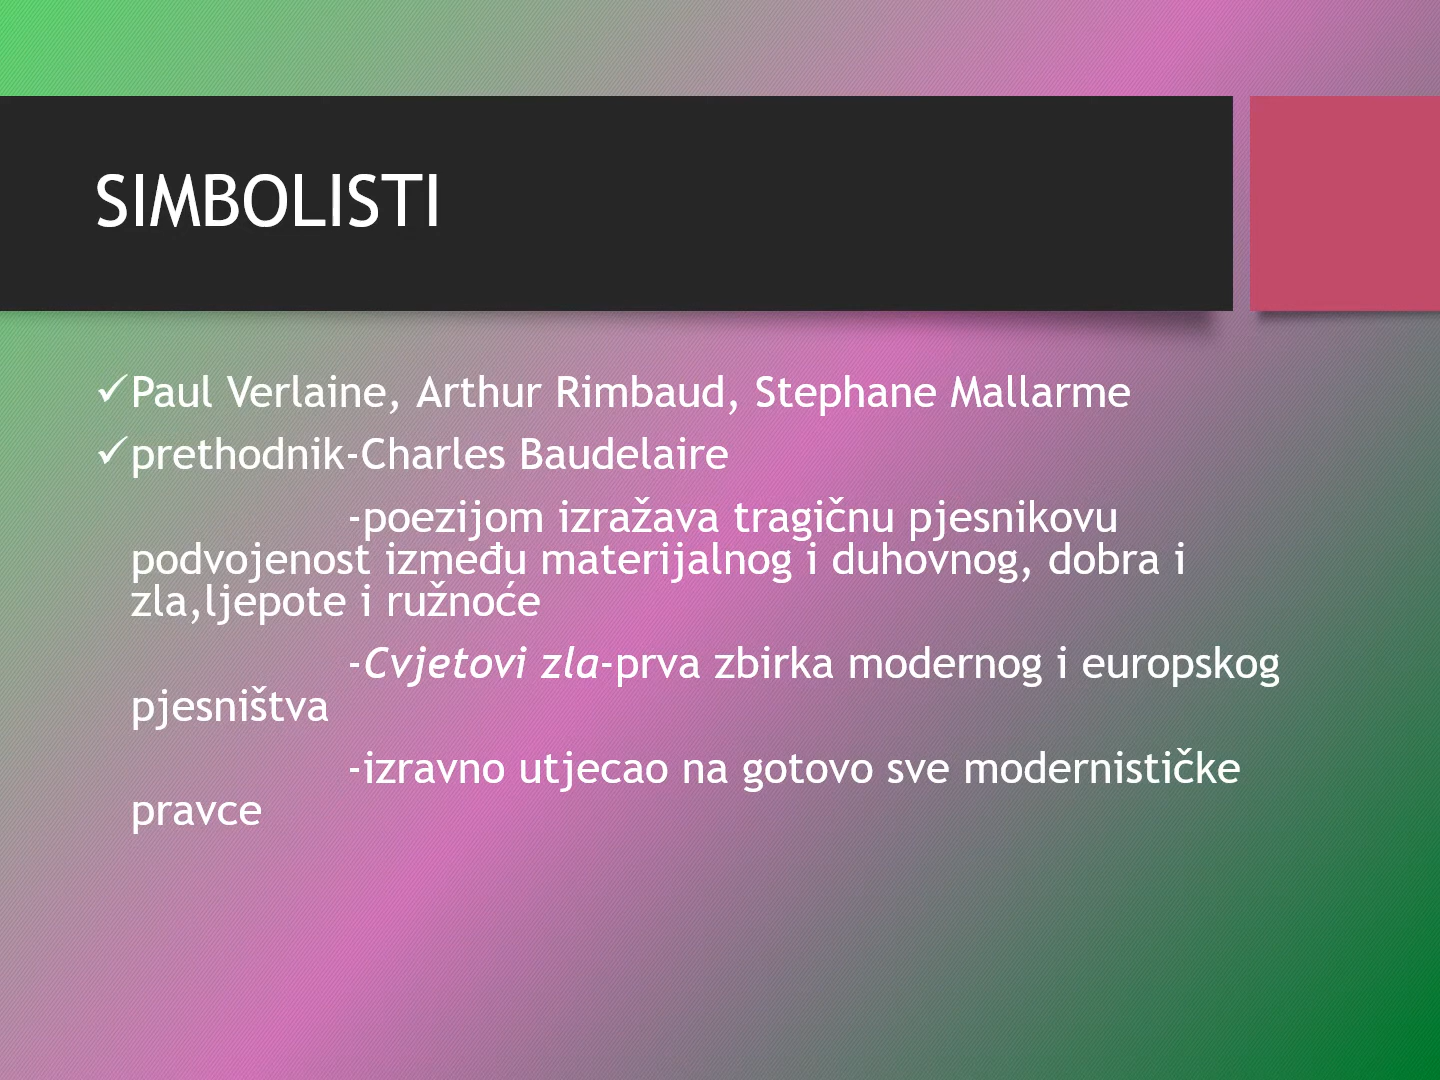 SIMBOLISTI
✓Paul Verlaine, Arthur Rimbaud, Stephane Mallarme
✓prethodnik-Charles Baudelaire
-poezijom izražava tragičnu pjesnikovu
podvojenost između materijalnog i duhovnog, dobra i
zla,ljepote i ružnoće
-Cvjetovi zla-prva zbirka modernog i europskog
pjesništva
-izravno utjecao na gotovo sve modernističke
pravce